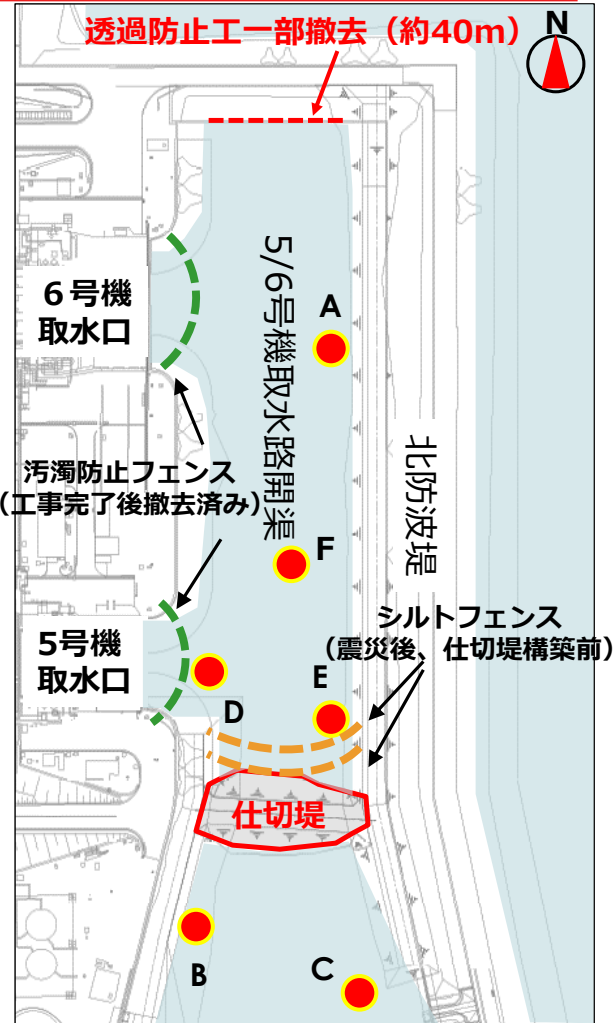 透過防止工一部撤去（約40m）
N
6号機
取水口
5/6号機取水路開渠
A
北防波堤
汚濁防止フェンス
（工事完了後撤去済み）
F
シルトフェンス
（震災後、仕切堤構築前）
5号機
取水口
D
E
仕切堤
B
C